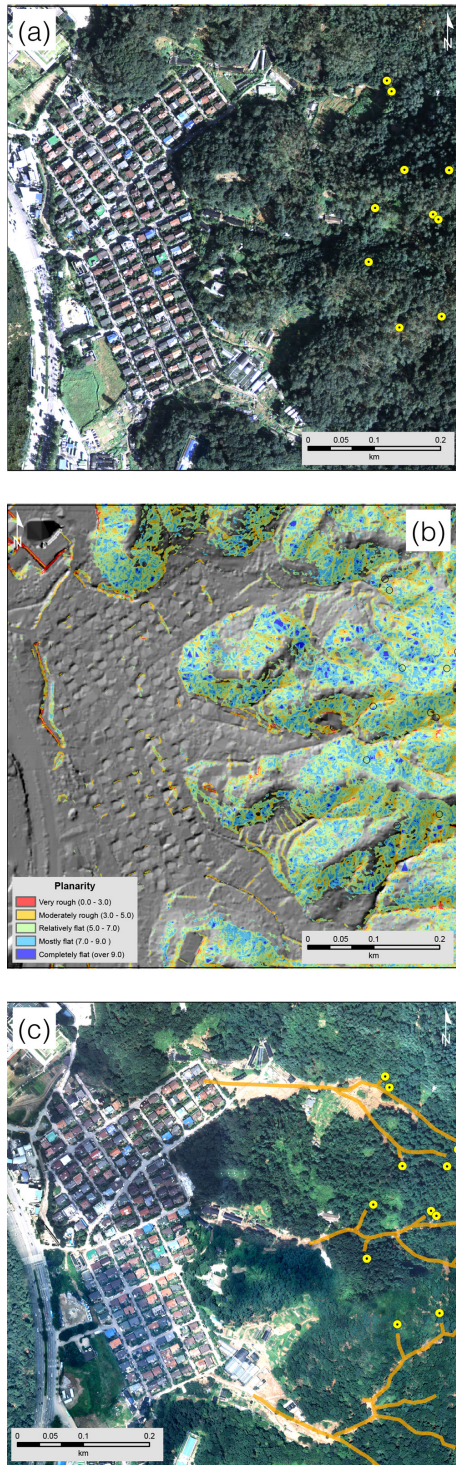 (a)
N
0 0.05 0.1 0.2
km
(b)
N
Planarity
Very rough (0.0 - 3.0)
Moderately rough (3.0 - 5.0)
Relatively flat (5.0 - 7.0)
Mostly flat (7.0 - 9.0 )
Completely flat (over 9.0)
0 0.05 0.1 0.2
km
(c)
N
0 0.05 0.1 0.2
km